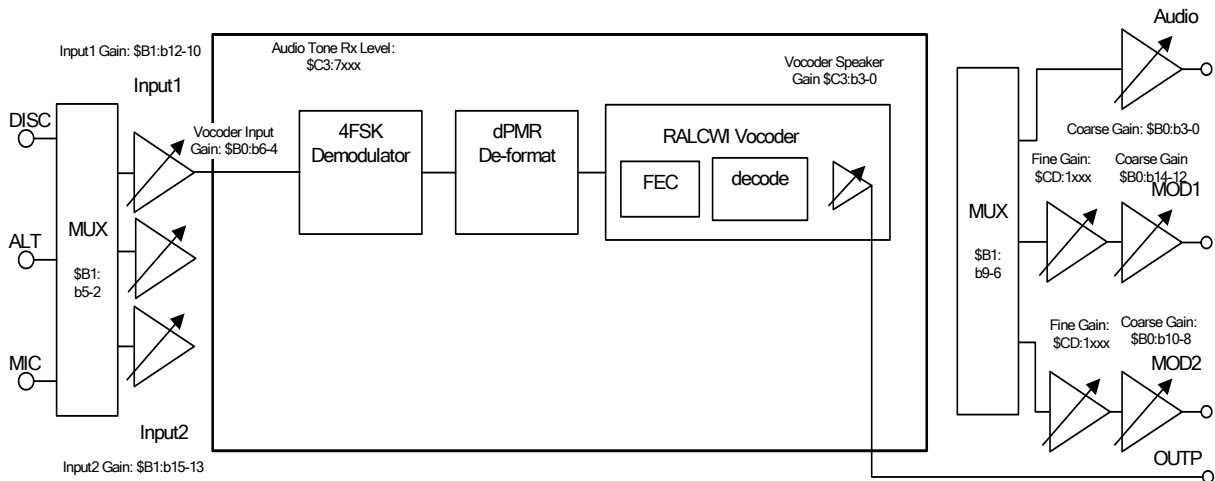 Audio
Input1 Gain: $B1:b12-10
Audio Tone Rx Level:
$C3:7xxx
Vocoder Speaker
Gain $C3:b3-0
Input1
DISC
Vocoder Input
Gain: $B0:b6-4
4FSK
Demodulator
dPMR
De-format
RALCWI Vocoder
FEC
decode
Coarse Gain: $B0:b3-0
Fine Gain:
$CD:1xxx
Coarse Gain
$B0:b14-12
MOD1
MUX
$B1:
b5-2
ALT
MUX
$B1:
b9-6
MIC
Fine Gain:
$CD:1xxx
Coarse Gain:
$B0:b10-8
MOD2
Input2
Input2 Gain: $B1:b15-13
OUTP